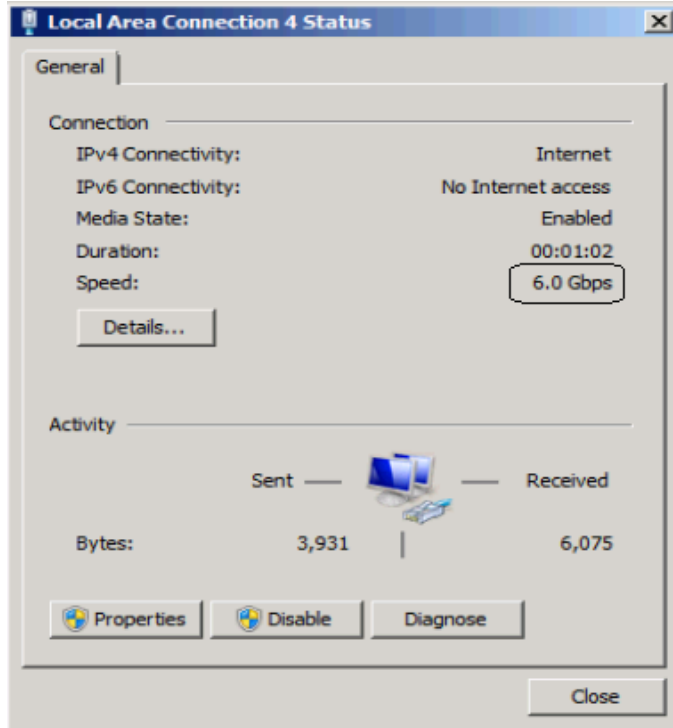 Local Area Connection 4 Status
General
Connection
IPv4 Connectivity: Internet
IPv6 Connectivity: No Internet access
Media State: Enabled
Duration: 00:01:02
Speed: 6.0 Gbps
Details...
Activity
Sent Received
Bytes: 3,931 6,075
Properties Disable Diagnose
Close